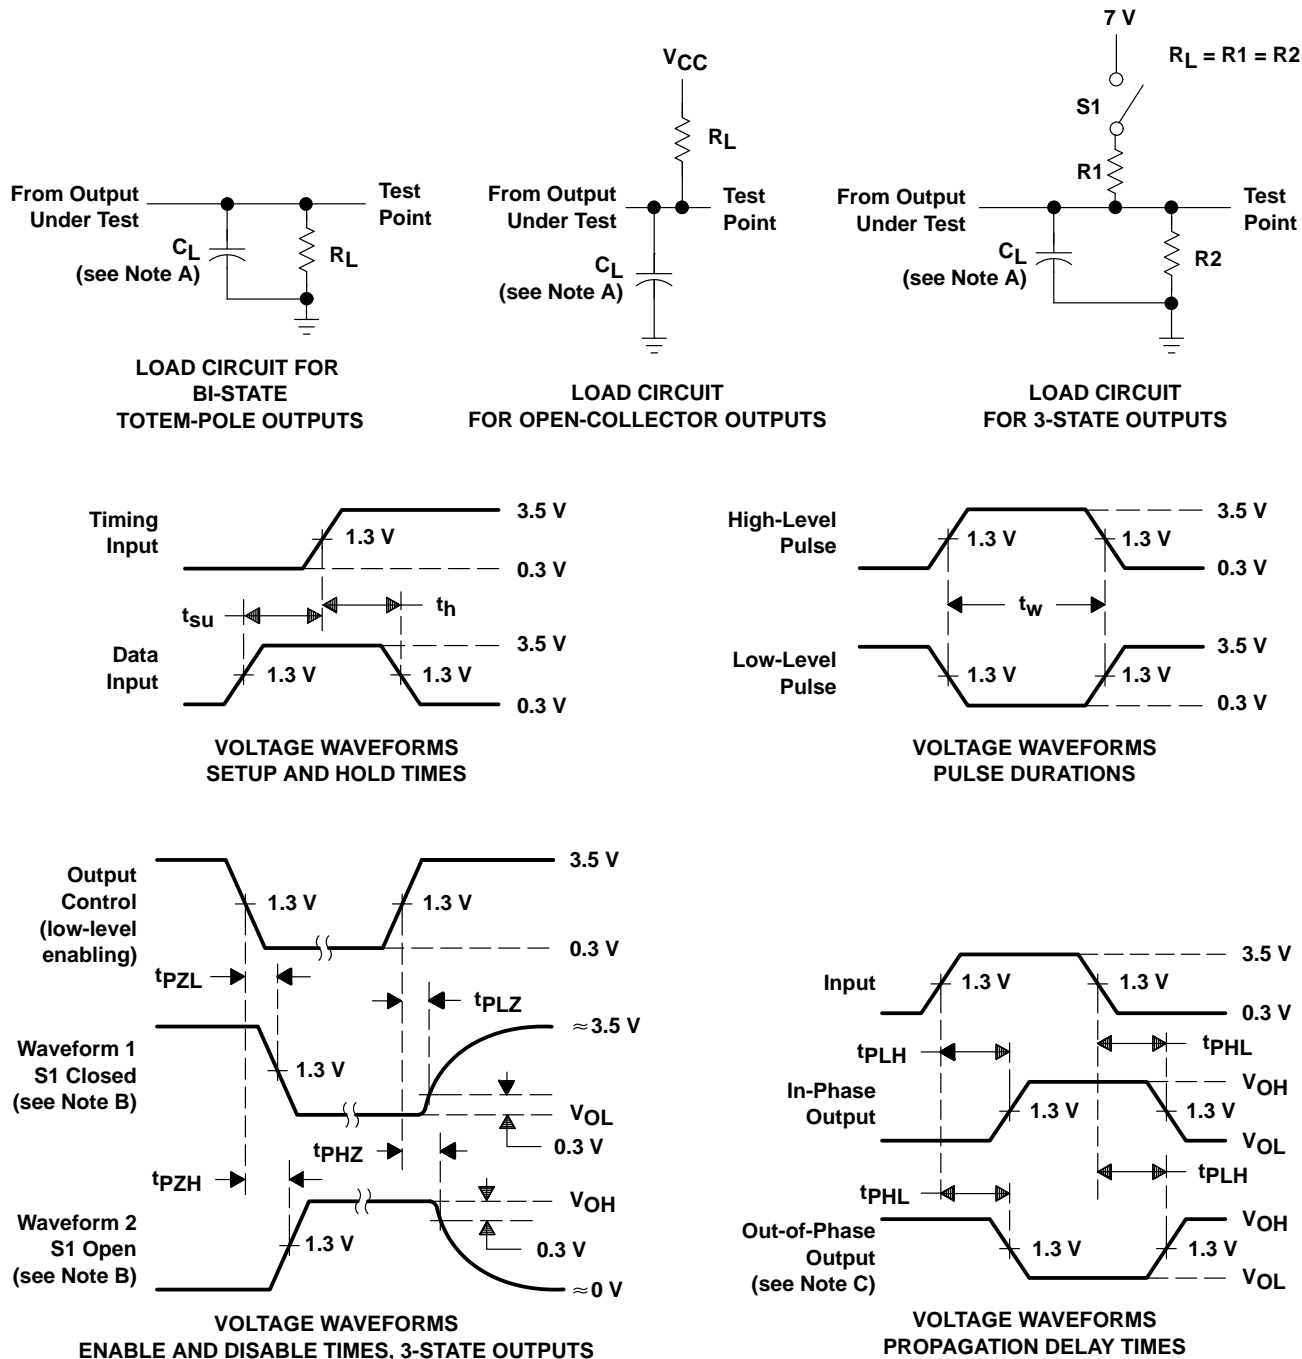 7 V
RL = R1 = R2
S1
R1
From Output
Under Test
Test
Point
CL
(see Note A)
R2
LOAD CIRCUIT
FOR 3-STATE OUTPUTS
VCC
RL
From Output
Under Test
Test
Point
CL
(see Note A)
LOAD CIRCUIT
FOR OPEN-COLLECTOR OUTPUTS
From Output
Under Test
Test
Point
CL
(see Note A)
RL
LOAD CIRCUIT FOR
BI-STATE
TOTEM-POLE OUTPUTS
Timing
Input
1.3 V
3.5 V
0.3 V
tsu
th
Data
Input
1.3 V
1.3 V
3.5 V
0.3 V
VOLTAGE WAVEFORMS
SETUP AND HOLD TIMES
High-Level
Pulse
1.3 V
1.3 V
3.5 V
0.3 V
tw
Low-Level
Pulse
1.3 V
1.3 V
3.5 V
0.3 V
VOLTAGE WAVEFORMS
PULSE DURATIONS
Output
Control
(low-level
enabling)
1.3 V
1.3 V
3.5 V
0.3 V
tPZL
tPLZ
Waveform 1
S1 Closed
(see Note B)
1.3 V
≈3.5 V
VOL
0.3 V
tPHZ
tPZH
Waveform 2
S1 Open
(see Note B)
1.3 V
VOH
0.3 V
≈0 V
VOLTAGE WAVEFORMS
ENABLE AND DISABLE TIMES, 3-STATE OUTPUTS
Input
1.3 V
1.3 V
3.5 V
0.3 V
tPLH
tPHL
In-Phase
Output
1.3 V
1.3 V
VOH
VOL
tPHL
tPLH
Out-of-Phase
Output
(see Note C)
1.3 V
1.3 V
VOH
VOL
VOLTAGE WAVEFORMS
PROPAGATION DELAY TIMES